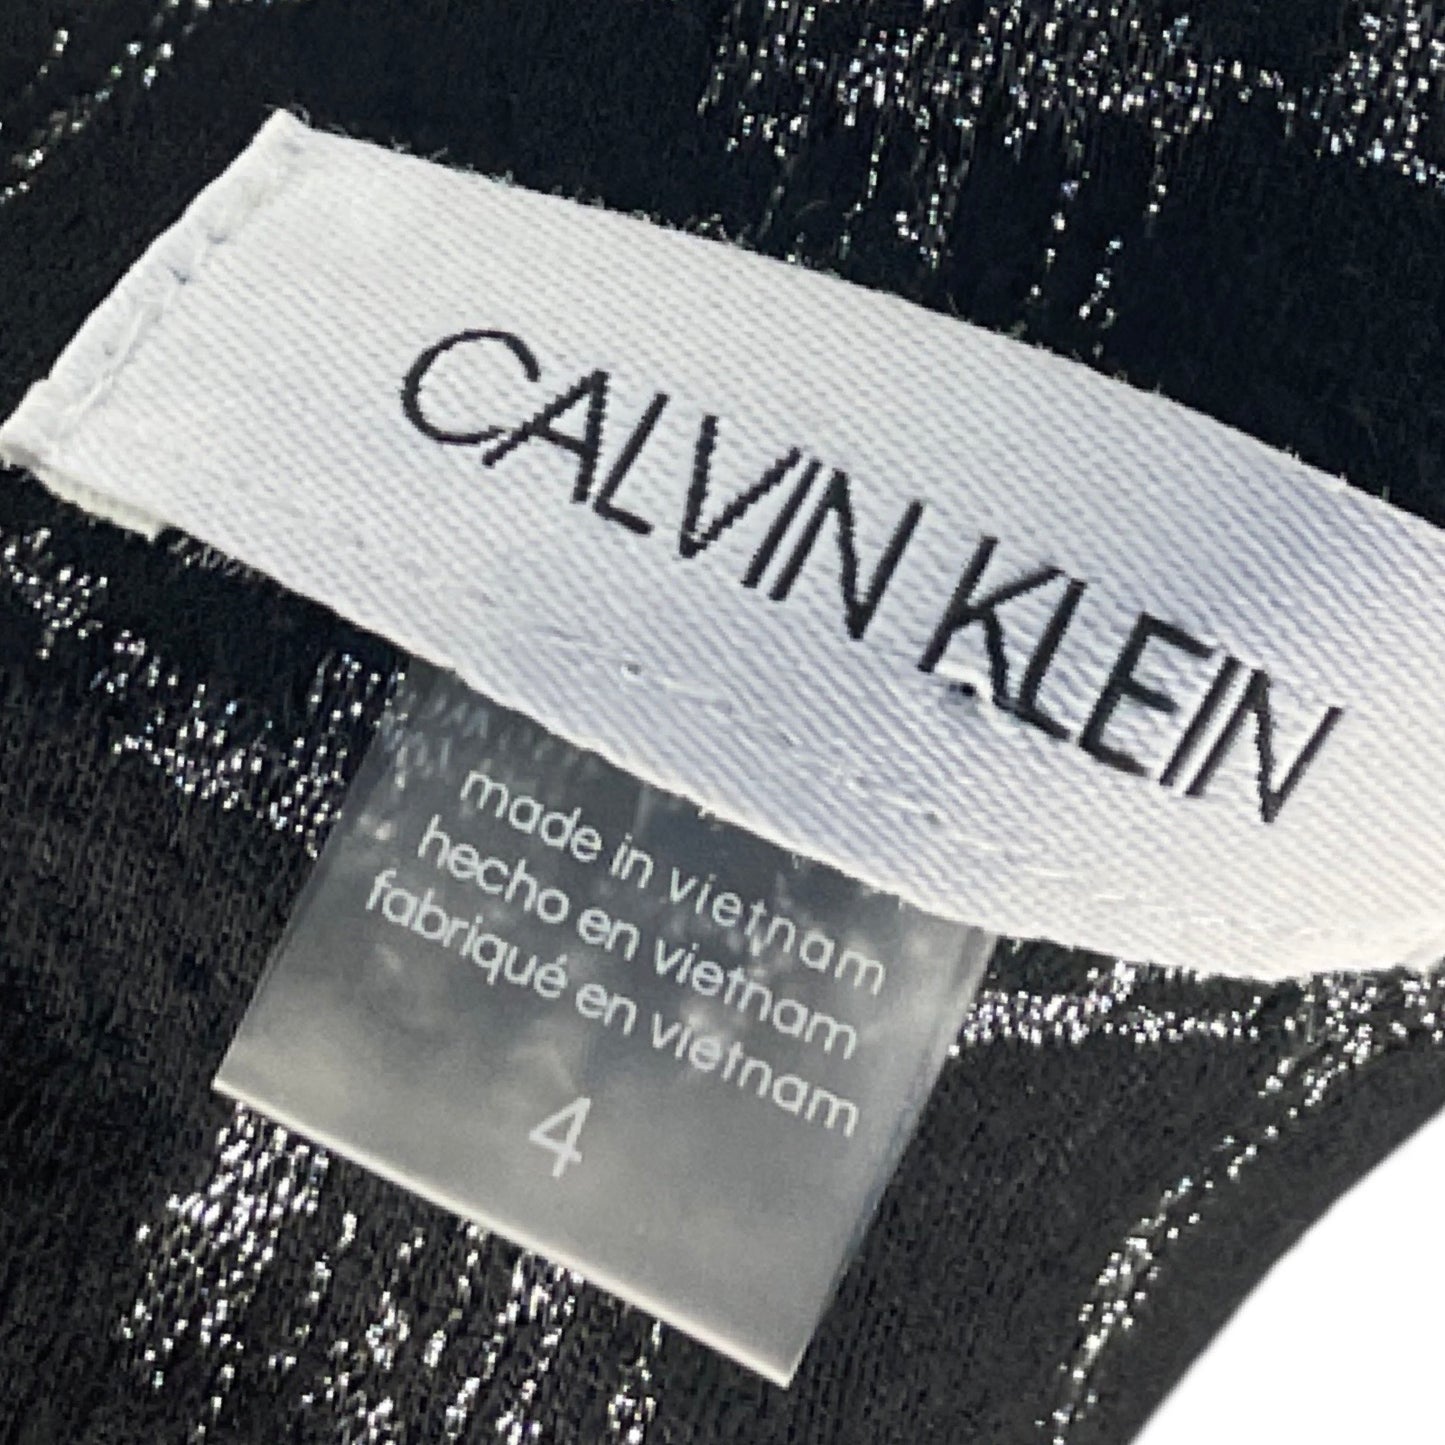 CALVIN KLEIN
made in vietnam
hecho en vietnam
fabriqué en vietnam
4